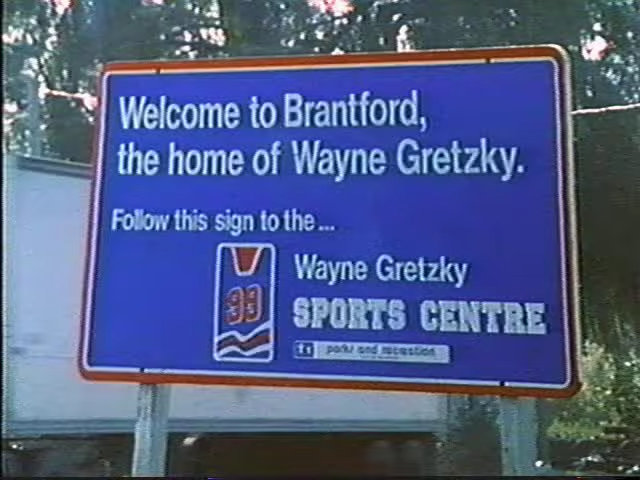 Welcome to Brantford,
the home of Wayne Gretzky.
Follow this sign to the...
Wayne Gretzky
99
SPORTS CENTRE
parks and recreation